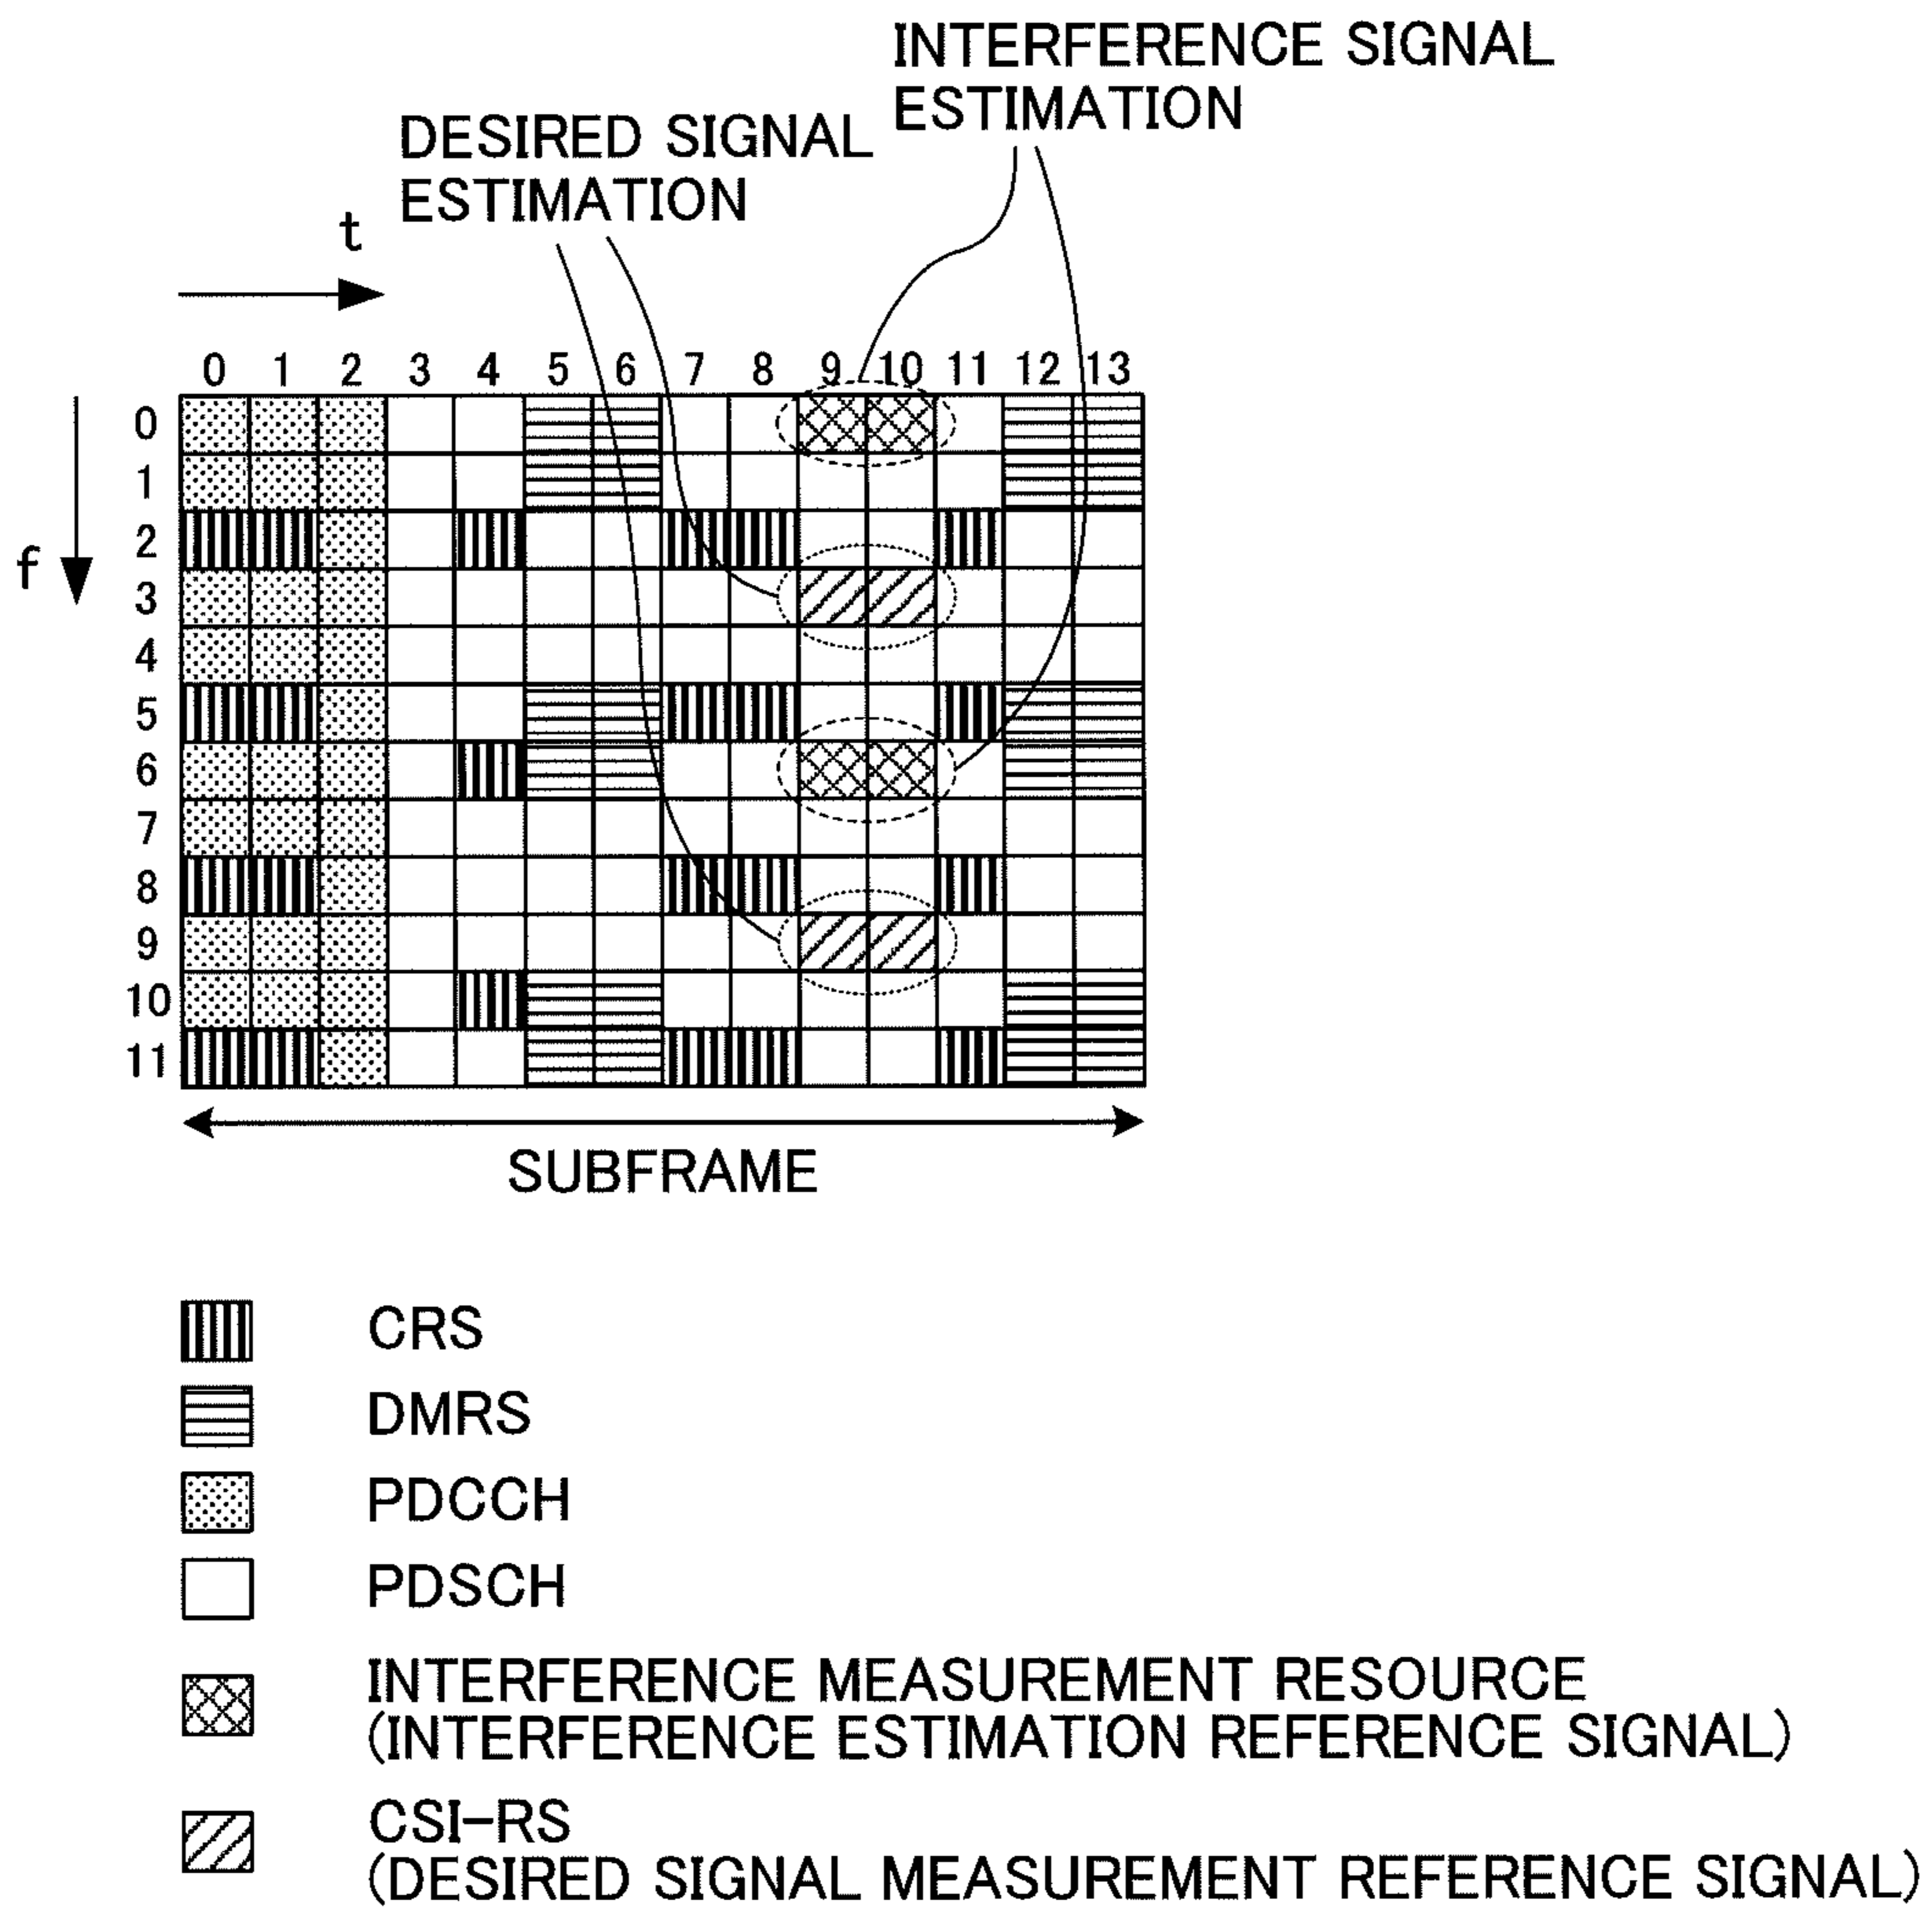 INTERFERENCE SIGNAL
ESTIMATION
DESIRED SIGNAL
ESTIMATION
t
0 1 2 3 4 5 6 7 8 9 10 11 12 13
f
0
1
2
3
4
5
6
7
8
9
10
11
SUBFRAME
CRS
DMRS
PDCCH
PDSCH
INTERFERENCE MEASUREMENT RESOURCE
(INTERFERENCE ESTIMATION REFERENCE SIGNAL)
CSI-RS
(DESIRED SIGNAL MEASUREMENT REFERENCE SIGNAL)